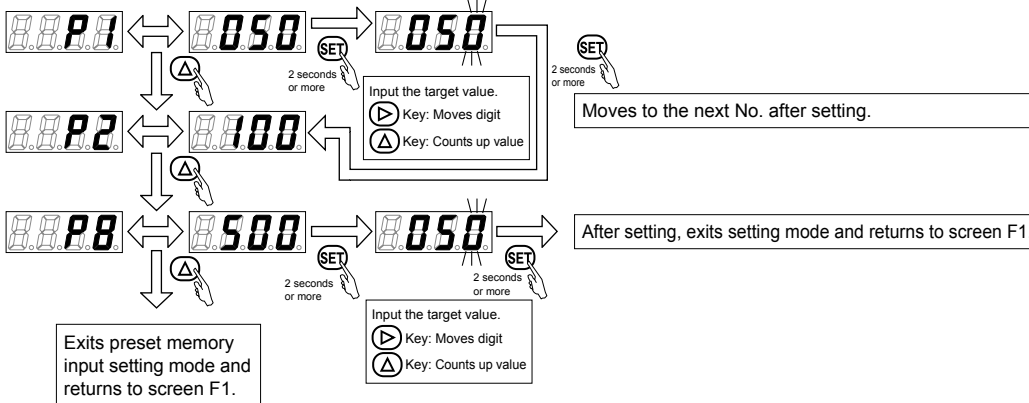 P1
050
SET
2 seconds
or more
050
Input the target value.
Key: Moves digit
Key: Counts up value
SET
2 seconds
or more
Moves to the next No. after setting.
P2
100
P8
500
SET
2 seconds
or more
050
SET
2 seconds
or more
After setting, exits setting mode and returns to screen F1
Input the target value.
Key: Moves digit
Key: Counts up value
Exits preset memory
input setting mode and
returns to screen F1.